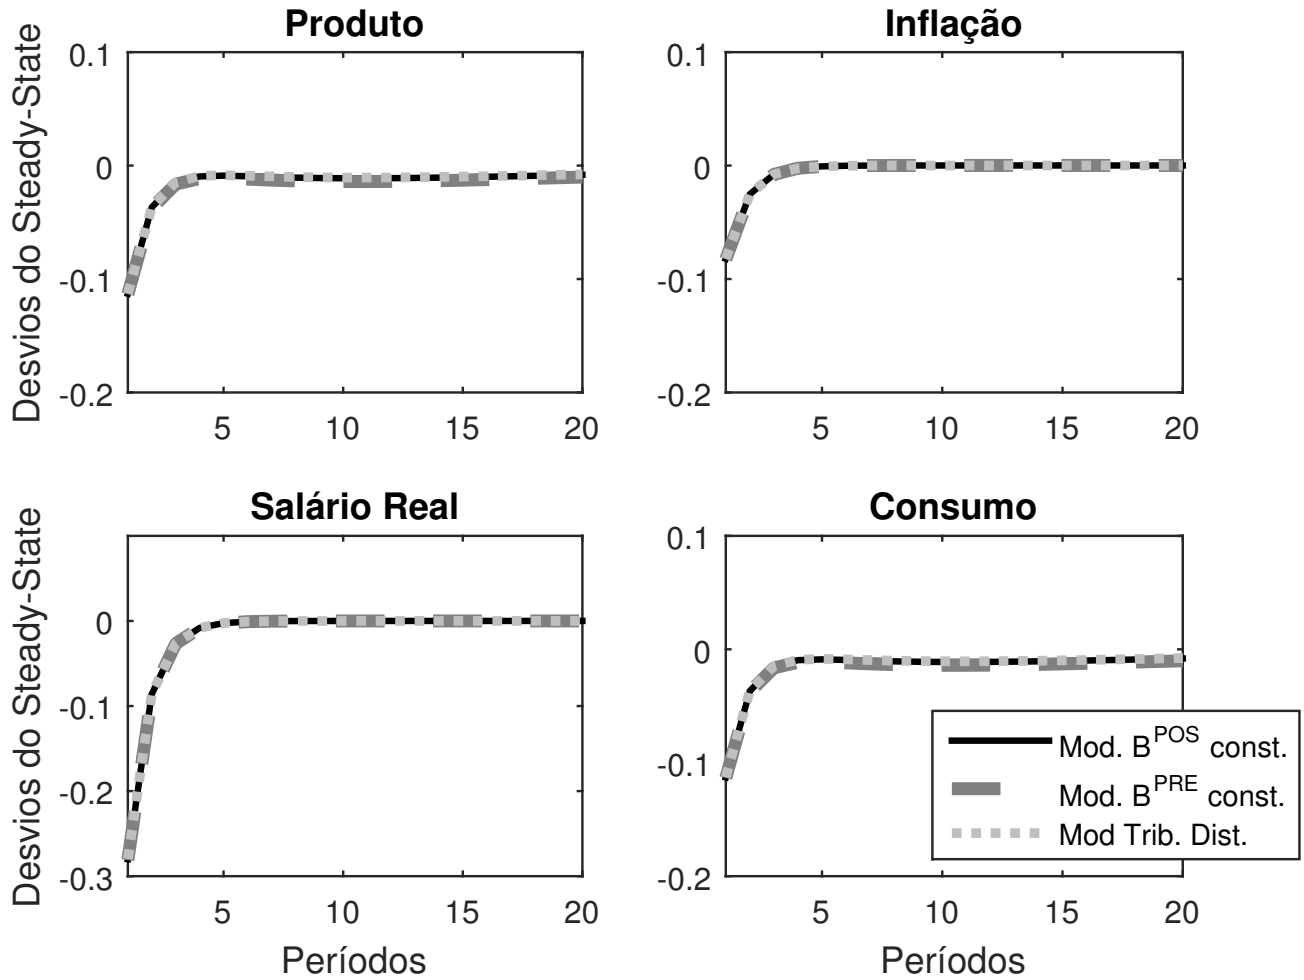 Produto
Inflação
Desvios do Steady-State
0.1
0
-0.1
-0.2
5 10 15 20
0.1
0
-0.1
-0.2
5 10 15 20
Salário Real
Consumo
Desvios do Steady-State
0
-0.1
-0.2
-0.3
5 10 15 20
Períodos
0.1
0
-0.1
-0.2
5 10 15 20
Períodos
Mod. B^POS const.
Mod. B^PRE const.
Mod Trib. Dist.